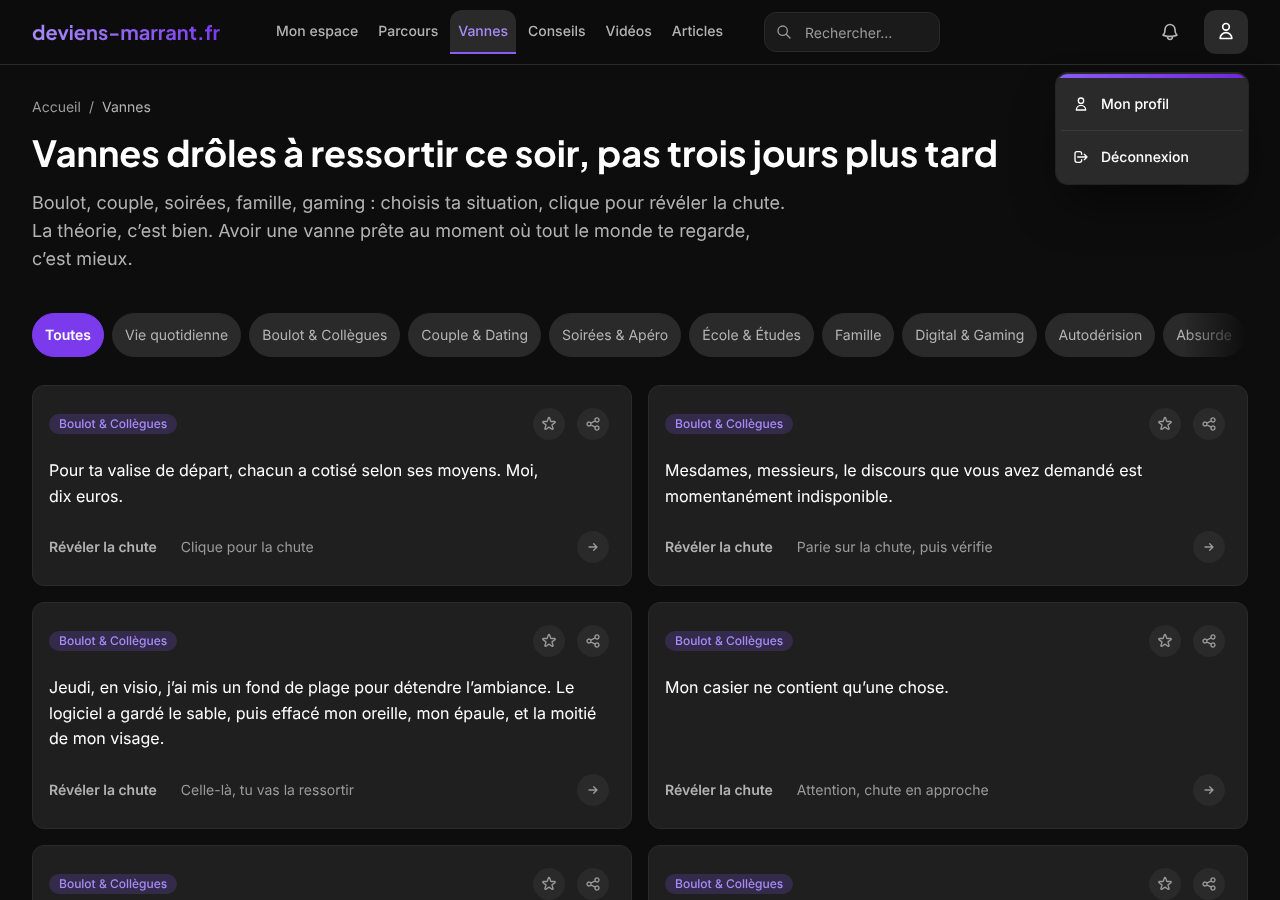 deviens-marrant.fr
Mon espace
Parcours
Vannes
Conseils
Vidéos
Articles
Rechercher...
Mon profil
Déconnexion
Accueil / Vannes
Vannes drôles à ressortir ce soir, pas trois jours plus tard
Boulot, couple, soirées, famille, gaming : choisis ta situation, clique pour révéler la chute.
La théorie, c’est bien. Avoir une vanne prête au moment où tout le monde te regarde,
c’est mieux.
Toutes
Vie quotidienne
Boulot & Collègues
Couple & Dating
Soirées & Apéro
École & Études
Famille
Digital & Gaming
Autodérision
Absurde
Boulot & Collègues
Pour ta valise de départ, chacun a cotisé selon ses moyens. Moi,
dix euros.
Révéler la chute
Clique pour la chute
Boulot & Collègues
Mesdames, messieurs, le discours que vous avez demandé est
momentanément indisponible.
Révéler la chute
Parie sur la chute, puis vérifie
Boulot & Collègues
Jeudi, en visio, j’ai mis un fond de plage pour détendre l’ambiance. Le
logiciel a gardé le sable, puis effacé mon oreille, mon épaule, et la moitié
de mon visage.
Révéler la chute
Celle-là, tu vas la ressortir
Boulot & Collègues
Mon casier ne contient qu’une chose.
Révéler la chute
Attention, chute en approche
Boulot & Collègues
Boulot & Collègues